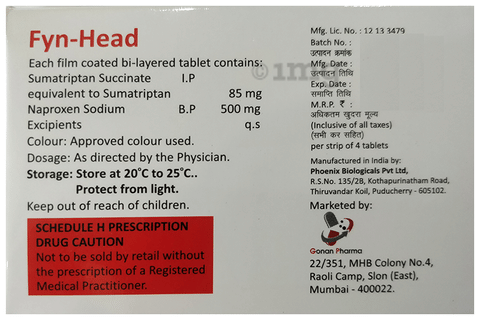 Fyn-Head
Each film coated bi-layered tablet contains:
Sumatriptan Succinate I.P
equivalent to Sumatriptan 85 mg
Naproxen Sodium B.P 500 mg
Excipients q.s
Colour: Approved colour used.
Dosage: As directed by the Physician.
Storage: Store at 20°C to 25°C..
Protect from light.
Keep out of reach of children.
SCHEDULE H PRESCRIPTION
DRUG CAUTION
Not to be sold by retail without
the prescription of a Registered
Medical Practitioner.
Mfg. Lic. No. : 12 13 3479
Batch No. :
उत्पादन क्रमांक
Mfg. Date :
उत्पादन तिथि
Exp. Date :
समाप्ति तिथि
M.R.P. ₹ :
अधिकतम खुदरा मूल्य
(Inclusive of all taxes)
(सभी कर सहित)
per strip of 4 tablets
Manufactured in India by:
Phoenix Biologicals Pvt Ltd,
R.S.No. 135/2B, Kothapurinatham Road,
Thiruvandar Koil, Puducherry - 605102.
Marketed by:
Gonan Pharma
22/351, MHB Colony No.4,
Raoli Camp, Slon (East),
Mumbai - 400022.